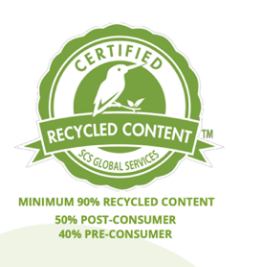 CERTIFIED
RECYCLED CONTENT TM
SCS GLOBAL SERVICES
MINIMUM 90% RECYCLED CONTENT
50% POST-CONSUMER
40% PRE-CONSUMER